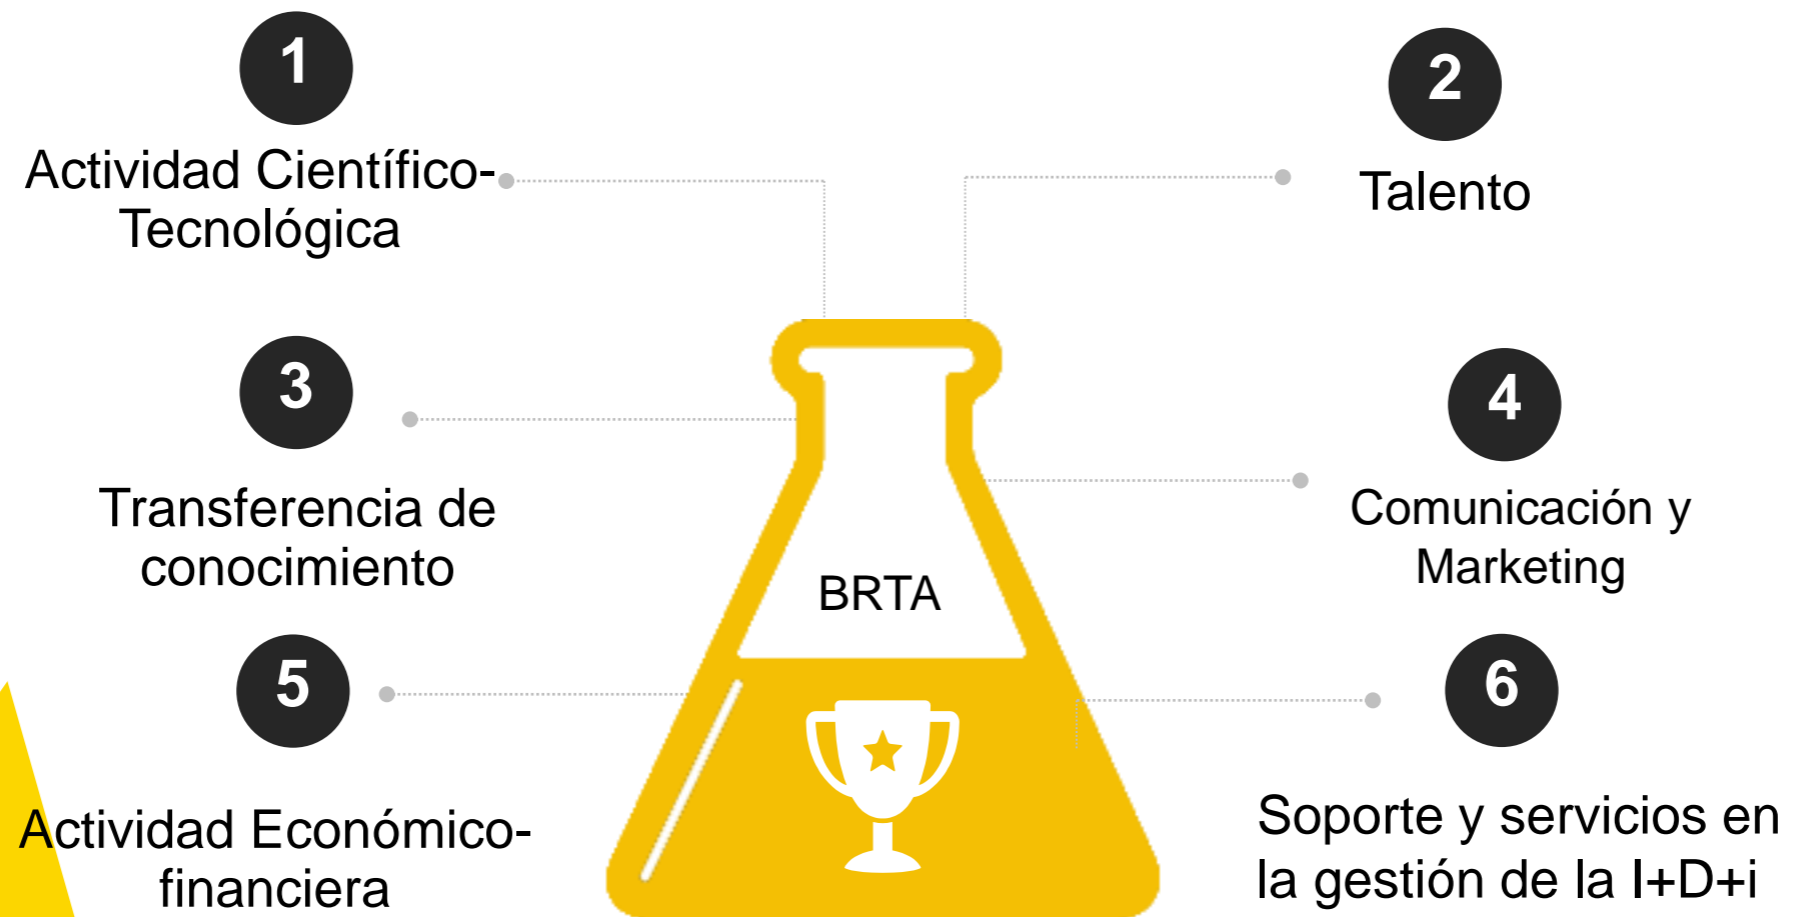 1
Actividad Científico-
Tecnológica
2
Talento
3
Transferencia de
conocimiento
4
Comunicación y
Marketing
BRTA
5
Actividad Económico-
financiera
6
Soporte y servicios en
la gestión de la I+D+i